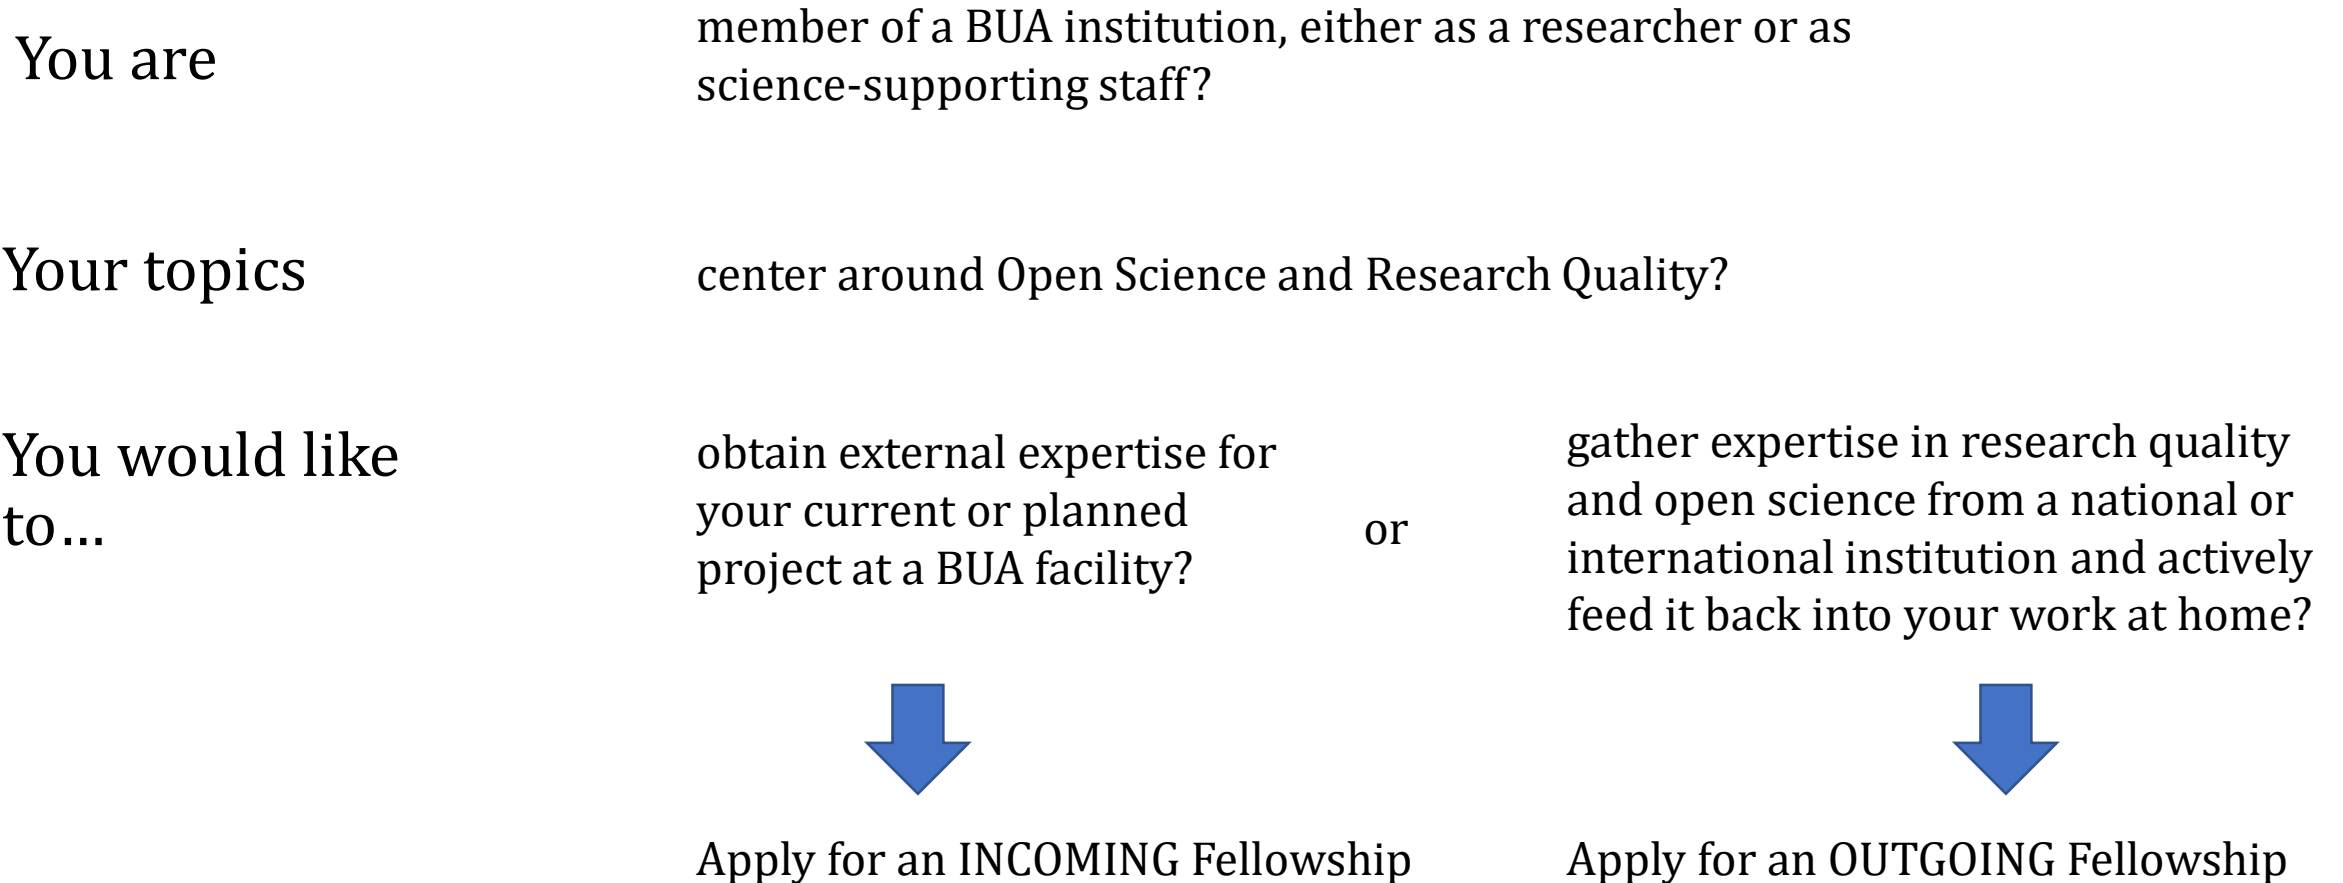 You are
member of a BUA institution, either as a researcher or as
science-supporting staff?
Your topics
center around Open Science and Research Quality?
You would like
to…
obtain external expertise for
your current or planned
project at a BUA facility?
or
gather expertise in research quality
and open science from a national or
international institution and actively
feed it back into your work at home?
Apply for an INCOMING Fellowship
Apply for an OUTGOING Fellowship